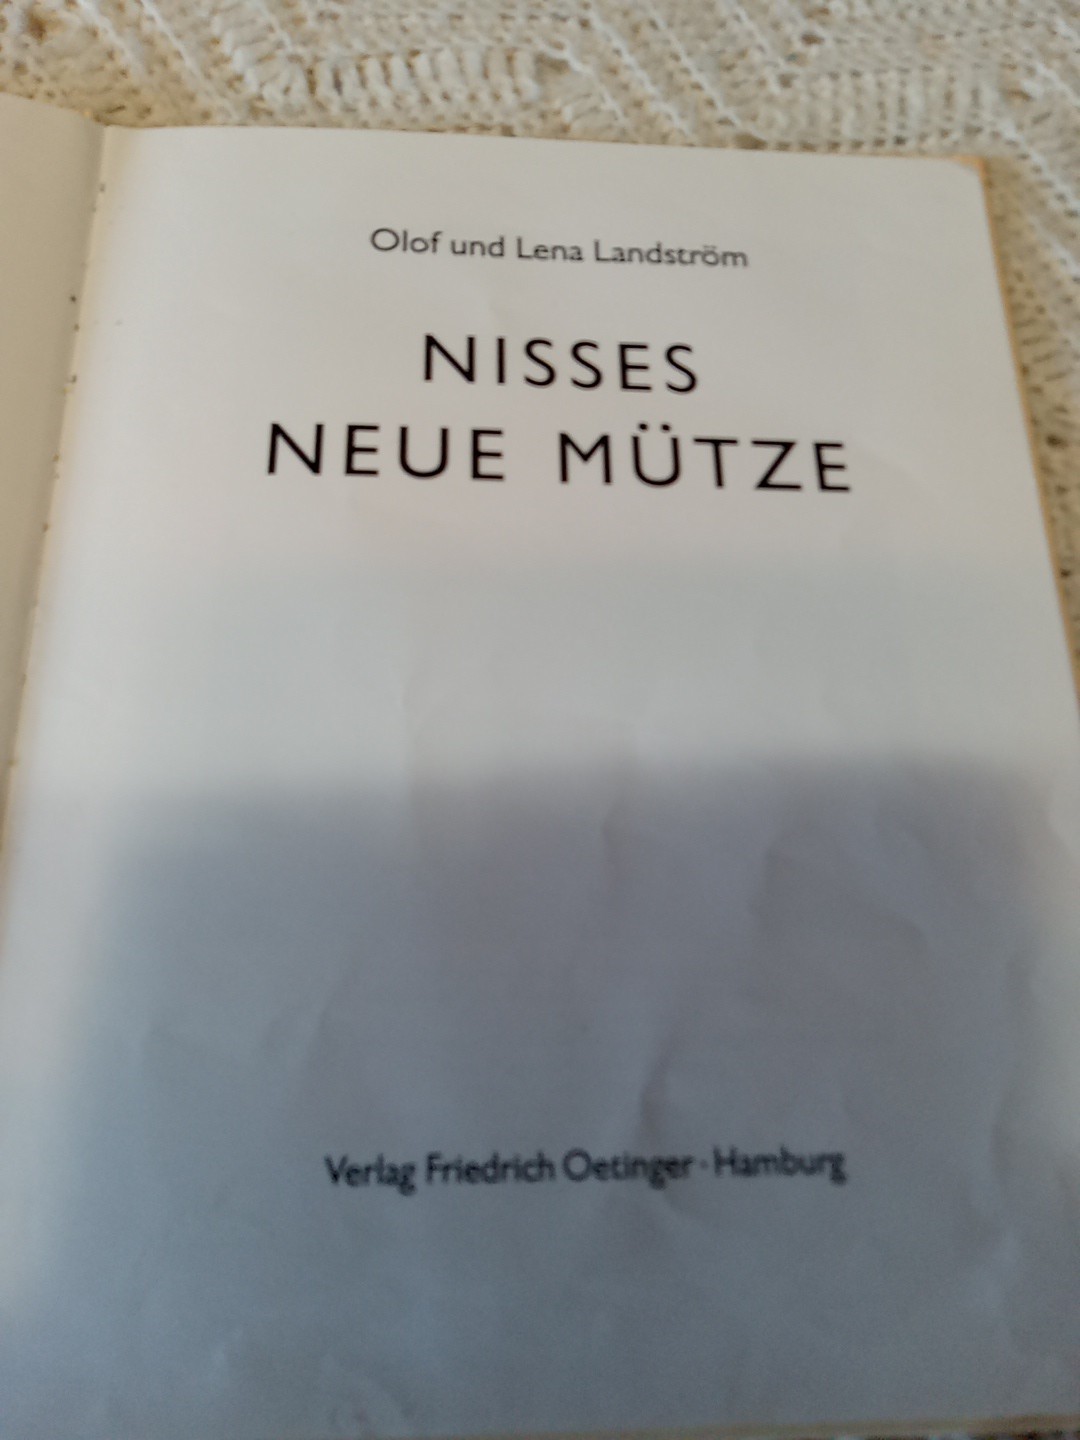 Olof und Lena Landström
NISSES
NEUE MÜTZE
Verlag Friedrich Oetinger · Hamburg